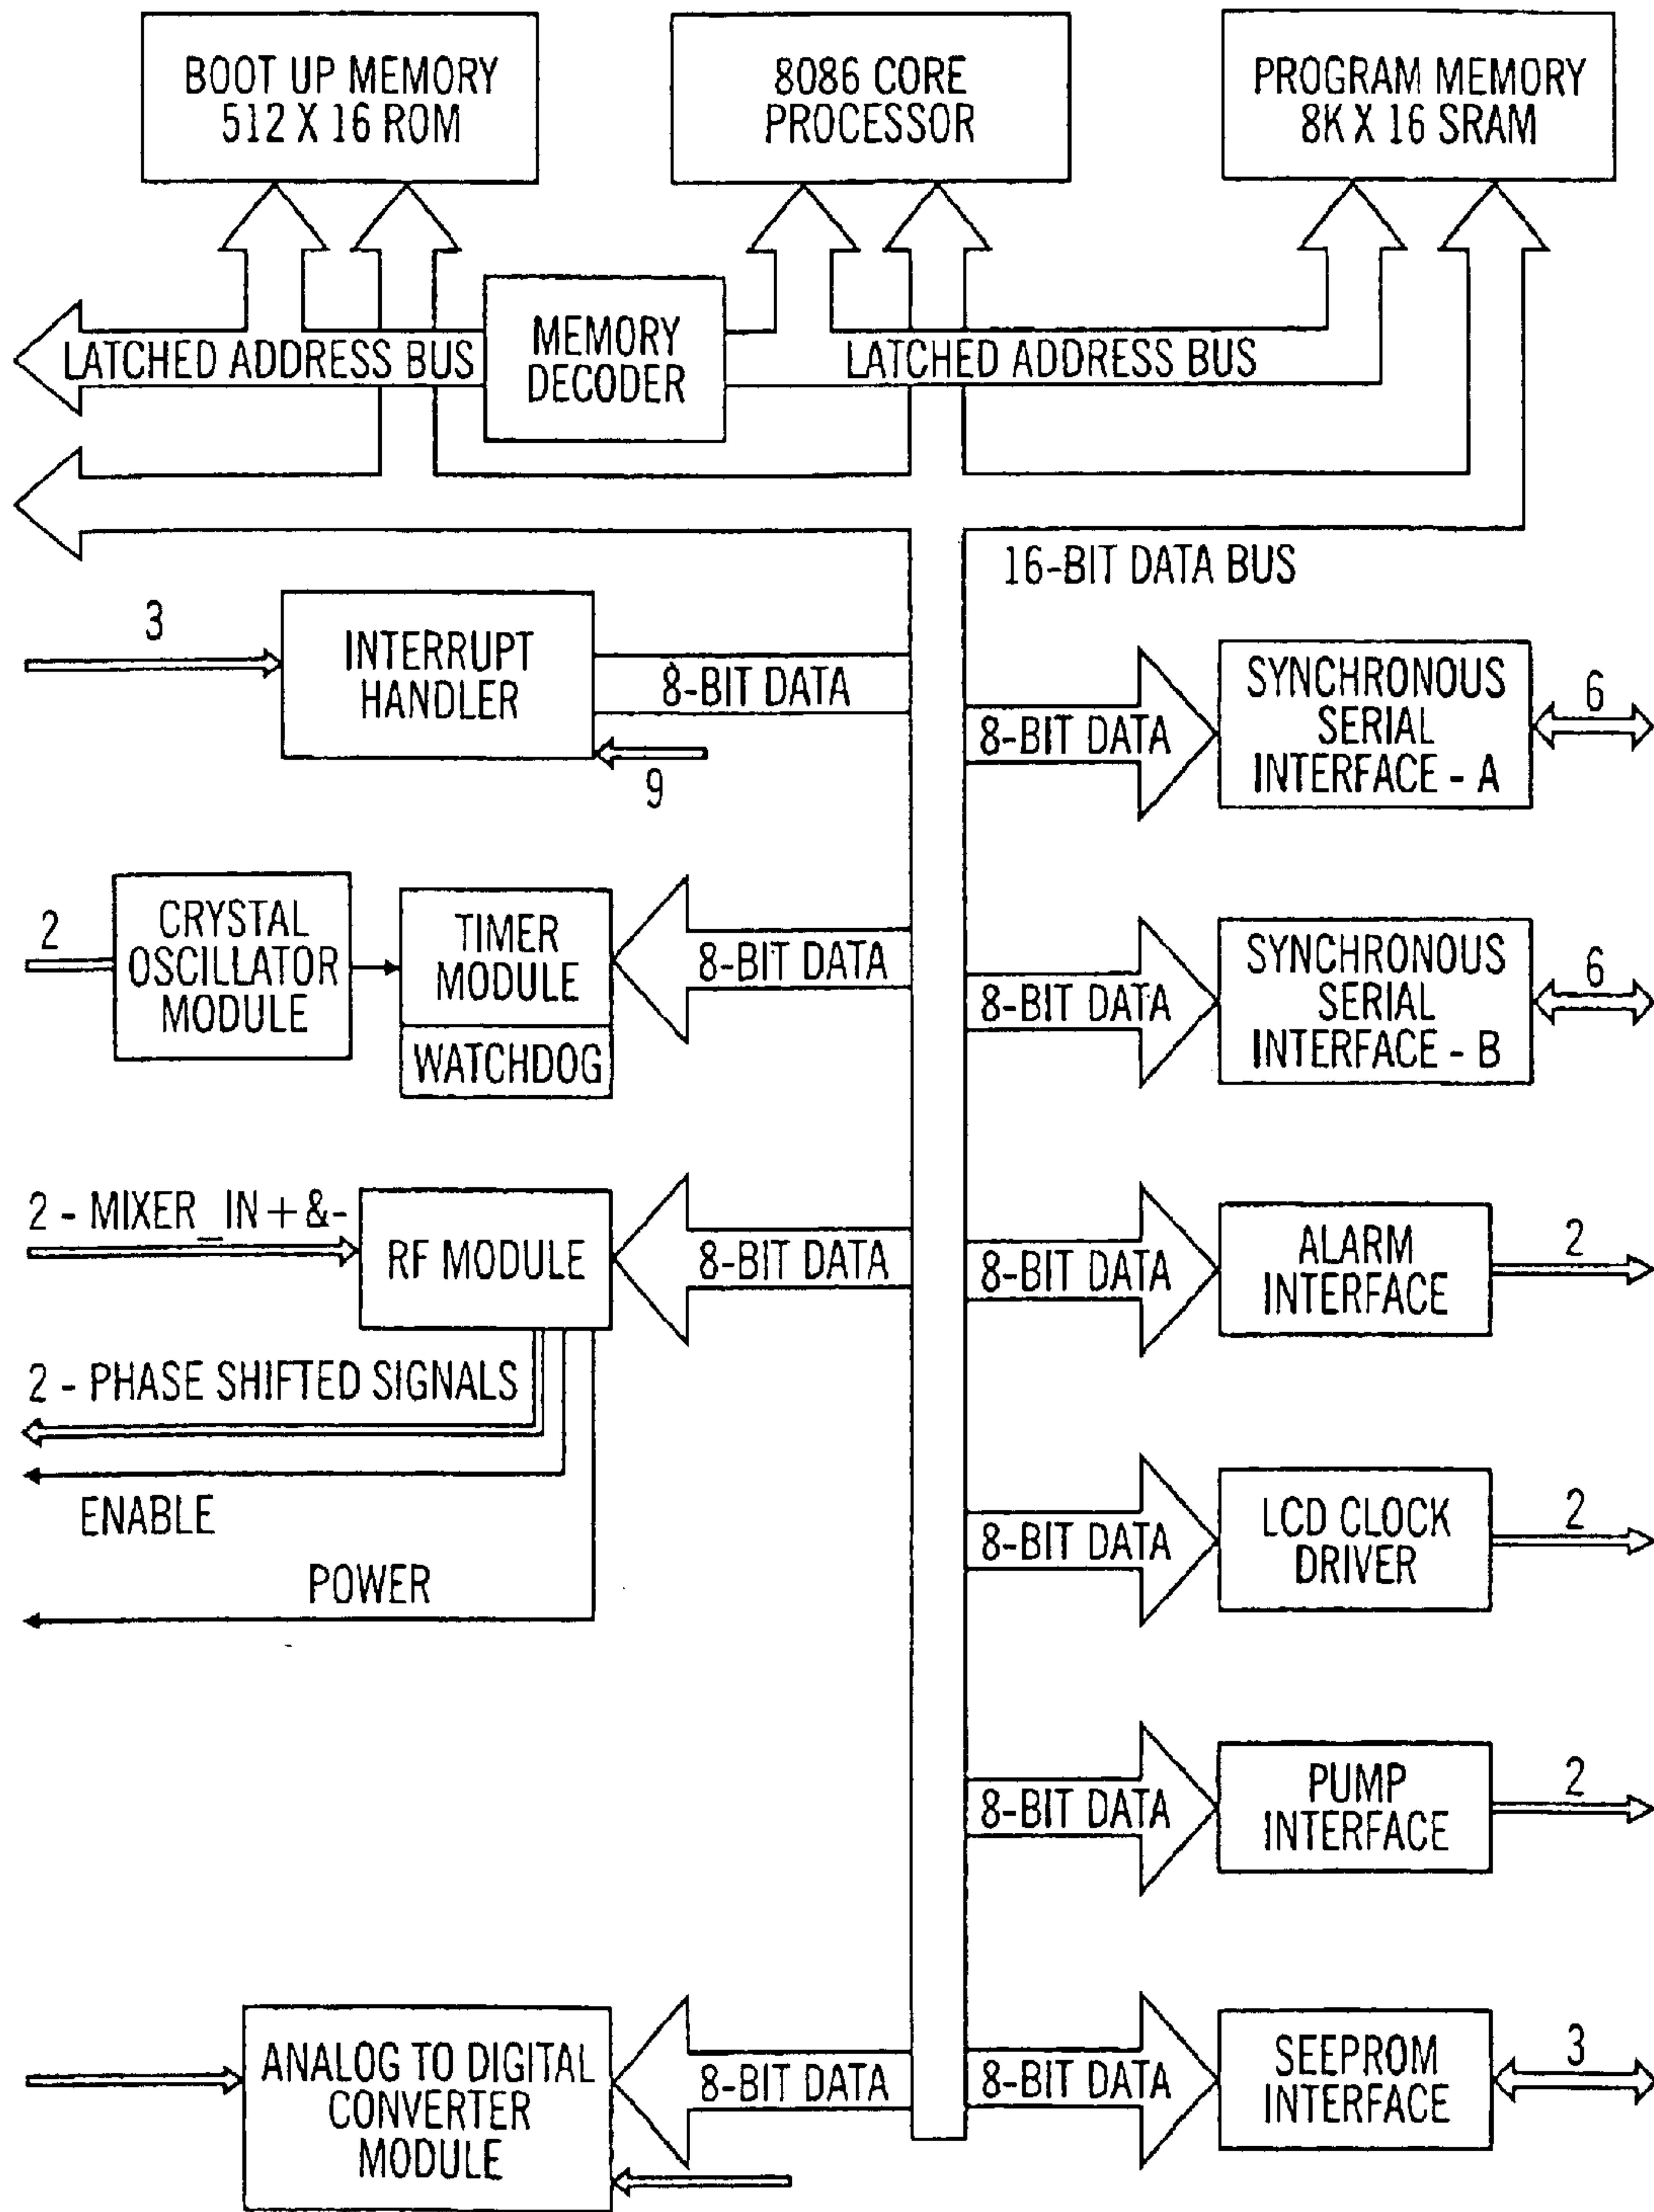 BOOT UP MEMORY
512 X 16 ROM
8086 CORE
PROCESSOR
PROGRAM MEMORY
8K X 16 SRAM
LATCHED ADDRESS BUS
MEMORY
DECODER
LATCHED ADDRESS BUS
16-BIT DATA BUS
3
INTERRUPT
HANDLER
8-BIT DATA
9
8-BIT DATA
SYNCHRONOUS
SERIAL
INTERFACE - A
6
2
CRYSTAL
OSCILLATOR
MODULE
TIMER
MODULE
WATCHDOG
8-BIT DATA
8-BIT DATA
SYNCHRONOUS
SERIAL
INTERFACE - B
6
2 - MIXER_IN + &-
RF MODULE
8-BIT DATA
8-BIT DATA
ALARM
INTERFACE
2
2 - PHASE SHIFTED SIGNALS
ENABLE
POWER
8-BIT DATA
LCD CLOCK
DRIVER
2
8-BIT DATA
PUMP
INTERFACE
2
ANALOG TO DIGITAL
CONVERTER
MODULE
8-BIT DATA
8-BIT DATA
SEEPROM
INTERFACE
3